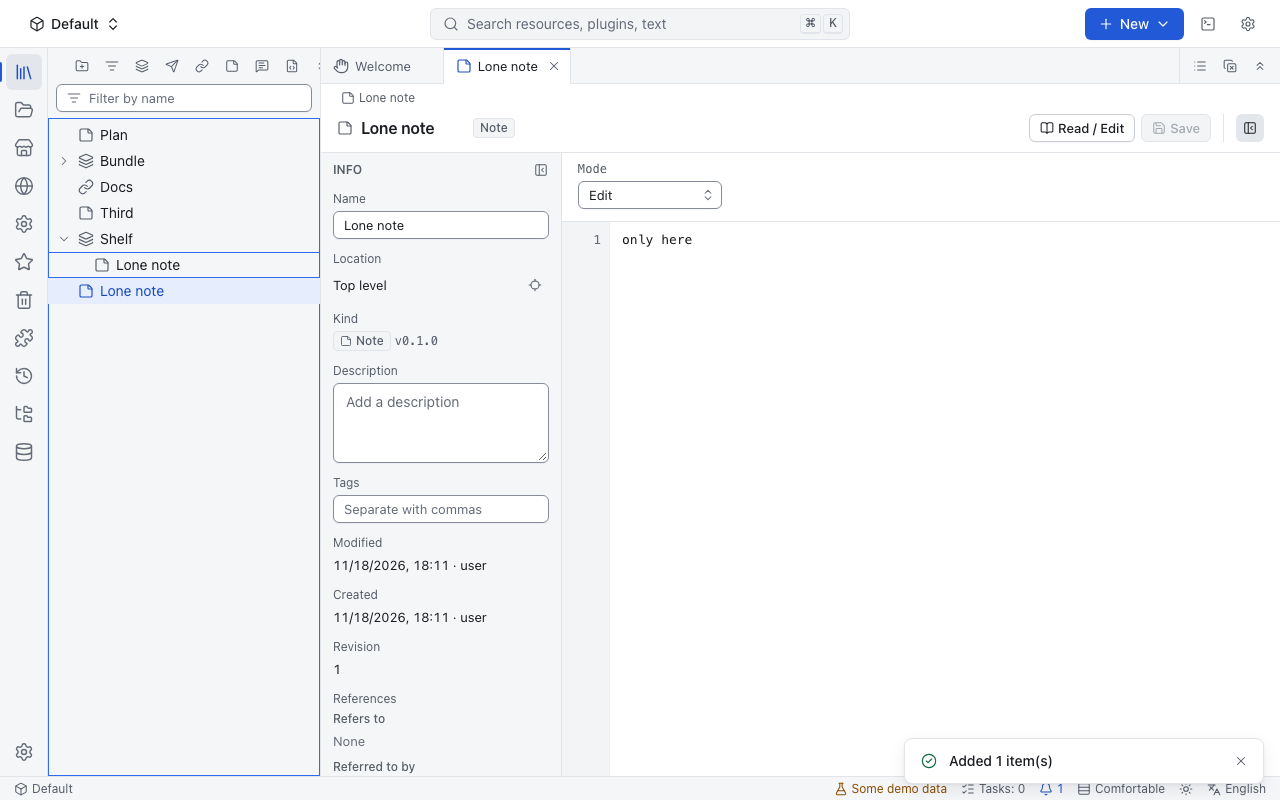 Default
Search resources, plugins, text
⌘ K
New
Welcome
Lone note
Filter by name
Plan
Bundle
Docs
Third
Shelf
Lone note
Lone note
Lone note
Lone note
Note
Read / Edit
Save
INFO
Name
Lone note
Location
Top level
Kind
Note v0.1.0
Description
Add a description
Tags
Separate with commas
Modified
11/18/2026, 18:11 · user
Created
11/18/2026, 18:11 · user
Revision
1
References
Refers to
None
Referred to by
Mode
Edit
1 only here
Added 1 item(s)
Default
Some demo data
Tasks: 0
1
Comfortable
English